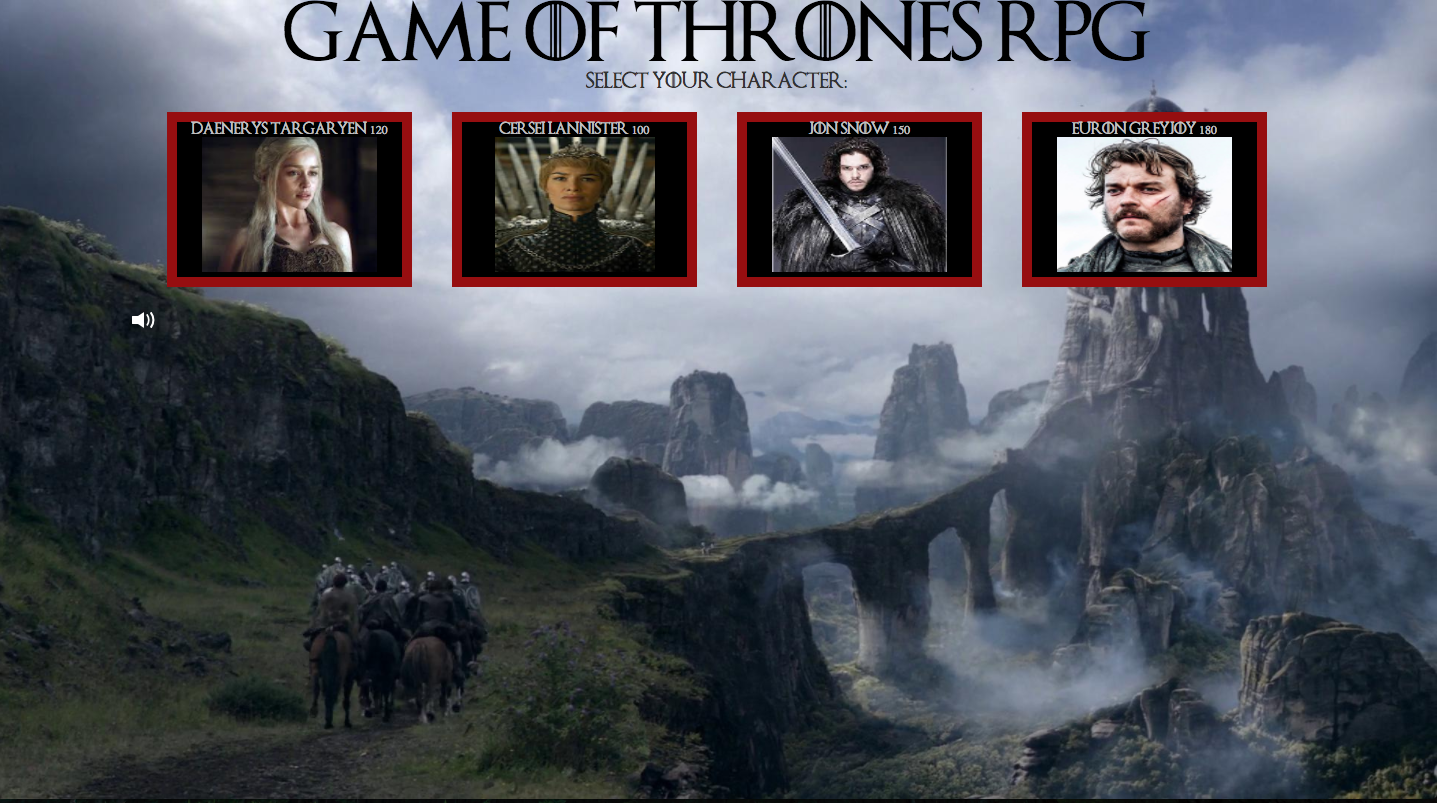 GAME OF THRONES RPG
SELECT YOUR CHARACTER:
DAENERYS TARGARYEN 120
CERSEI LANNISTER 100
JON SNOW 150
EURON GREYJOY 180